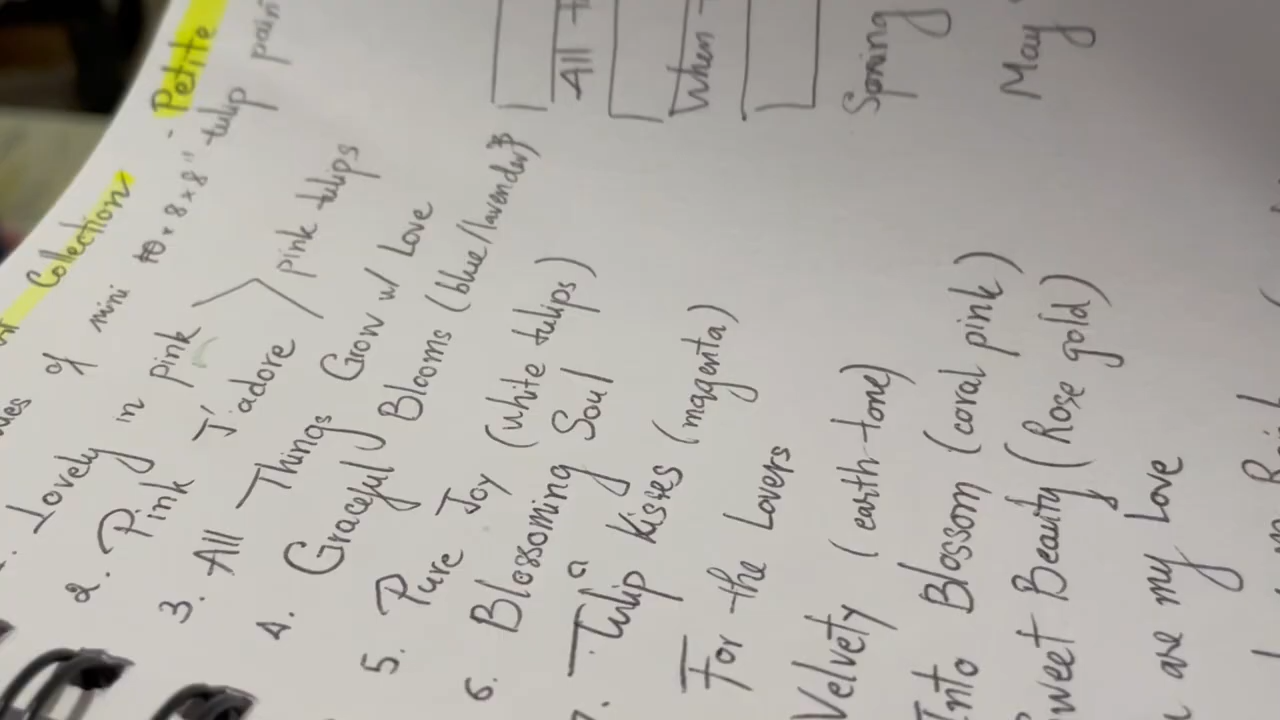 Collection - Petite
of mini 8 x 8" tulip
1. Lovely in pink
2. Pink J'adore > pink tulips
3. All Things Grow w/ Love
4. Graceful Blooms (blue/lavender)
5. Pure Joy (white tulips)
6. Blossoming Soul
7. Tulip Kisses (magenta)
For the Lovers
Velvety (earth-tone)
Into Blossom (coral pink)
Sweet Beauty (Rose gold)
are my Love
All
When
Spring
May